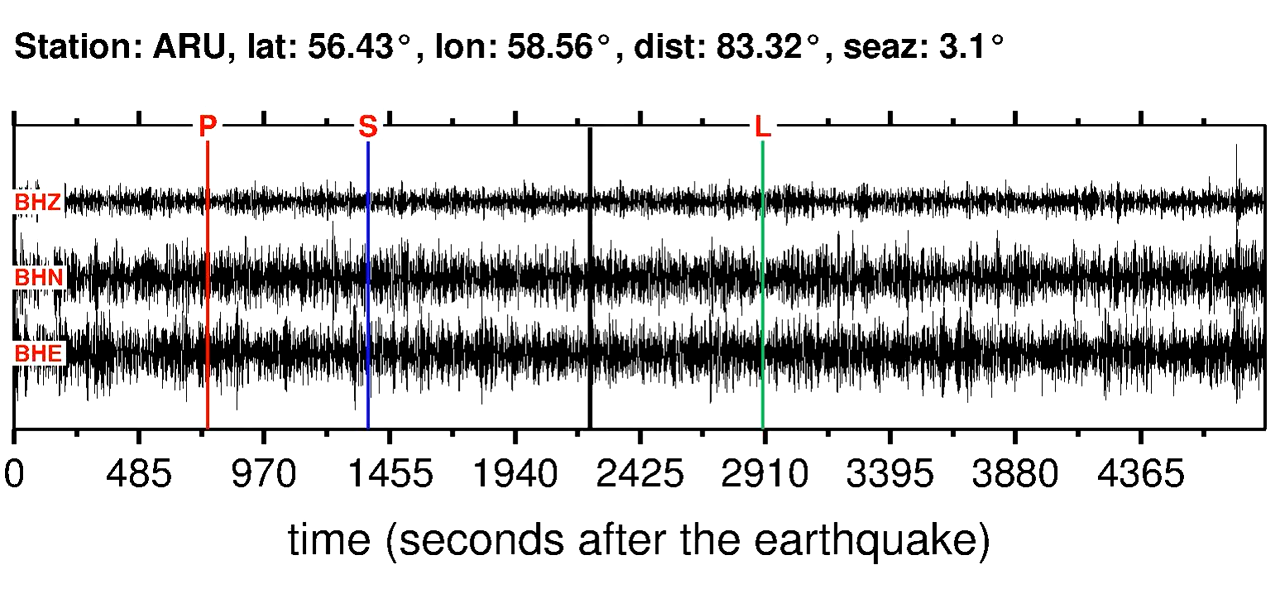 Station: ARU, lat: 56.43°, lon: 58.56°, dist: 83.32°, seaz: 3.1°
P S L
BHZ
BHN
BHE
0 485 970 1455 1940 2425 2910 3395 3880 4365
time (seconds after the earthquake)